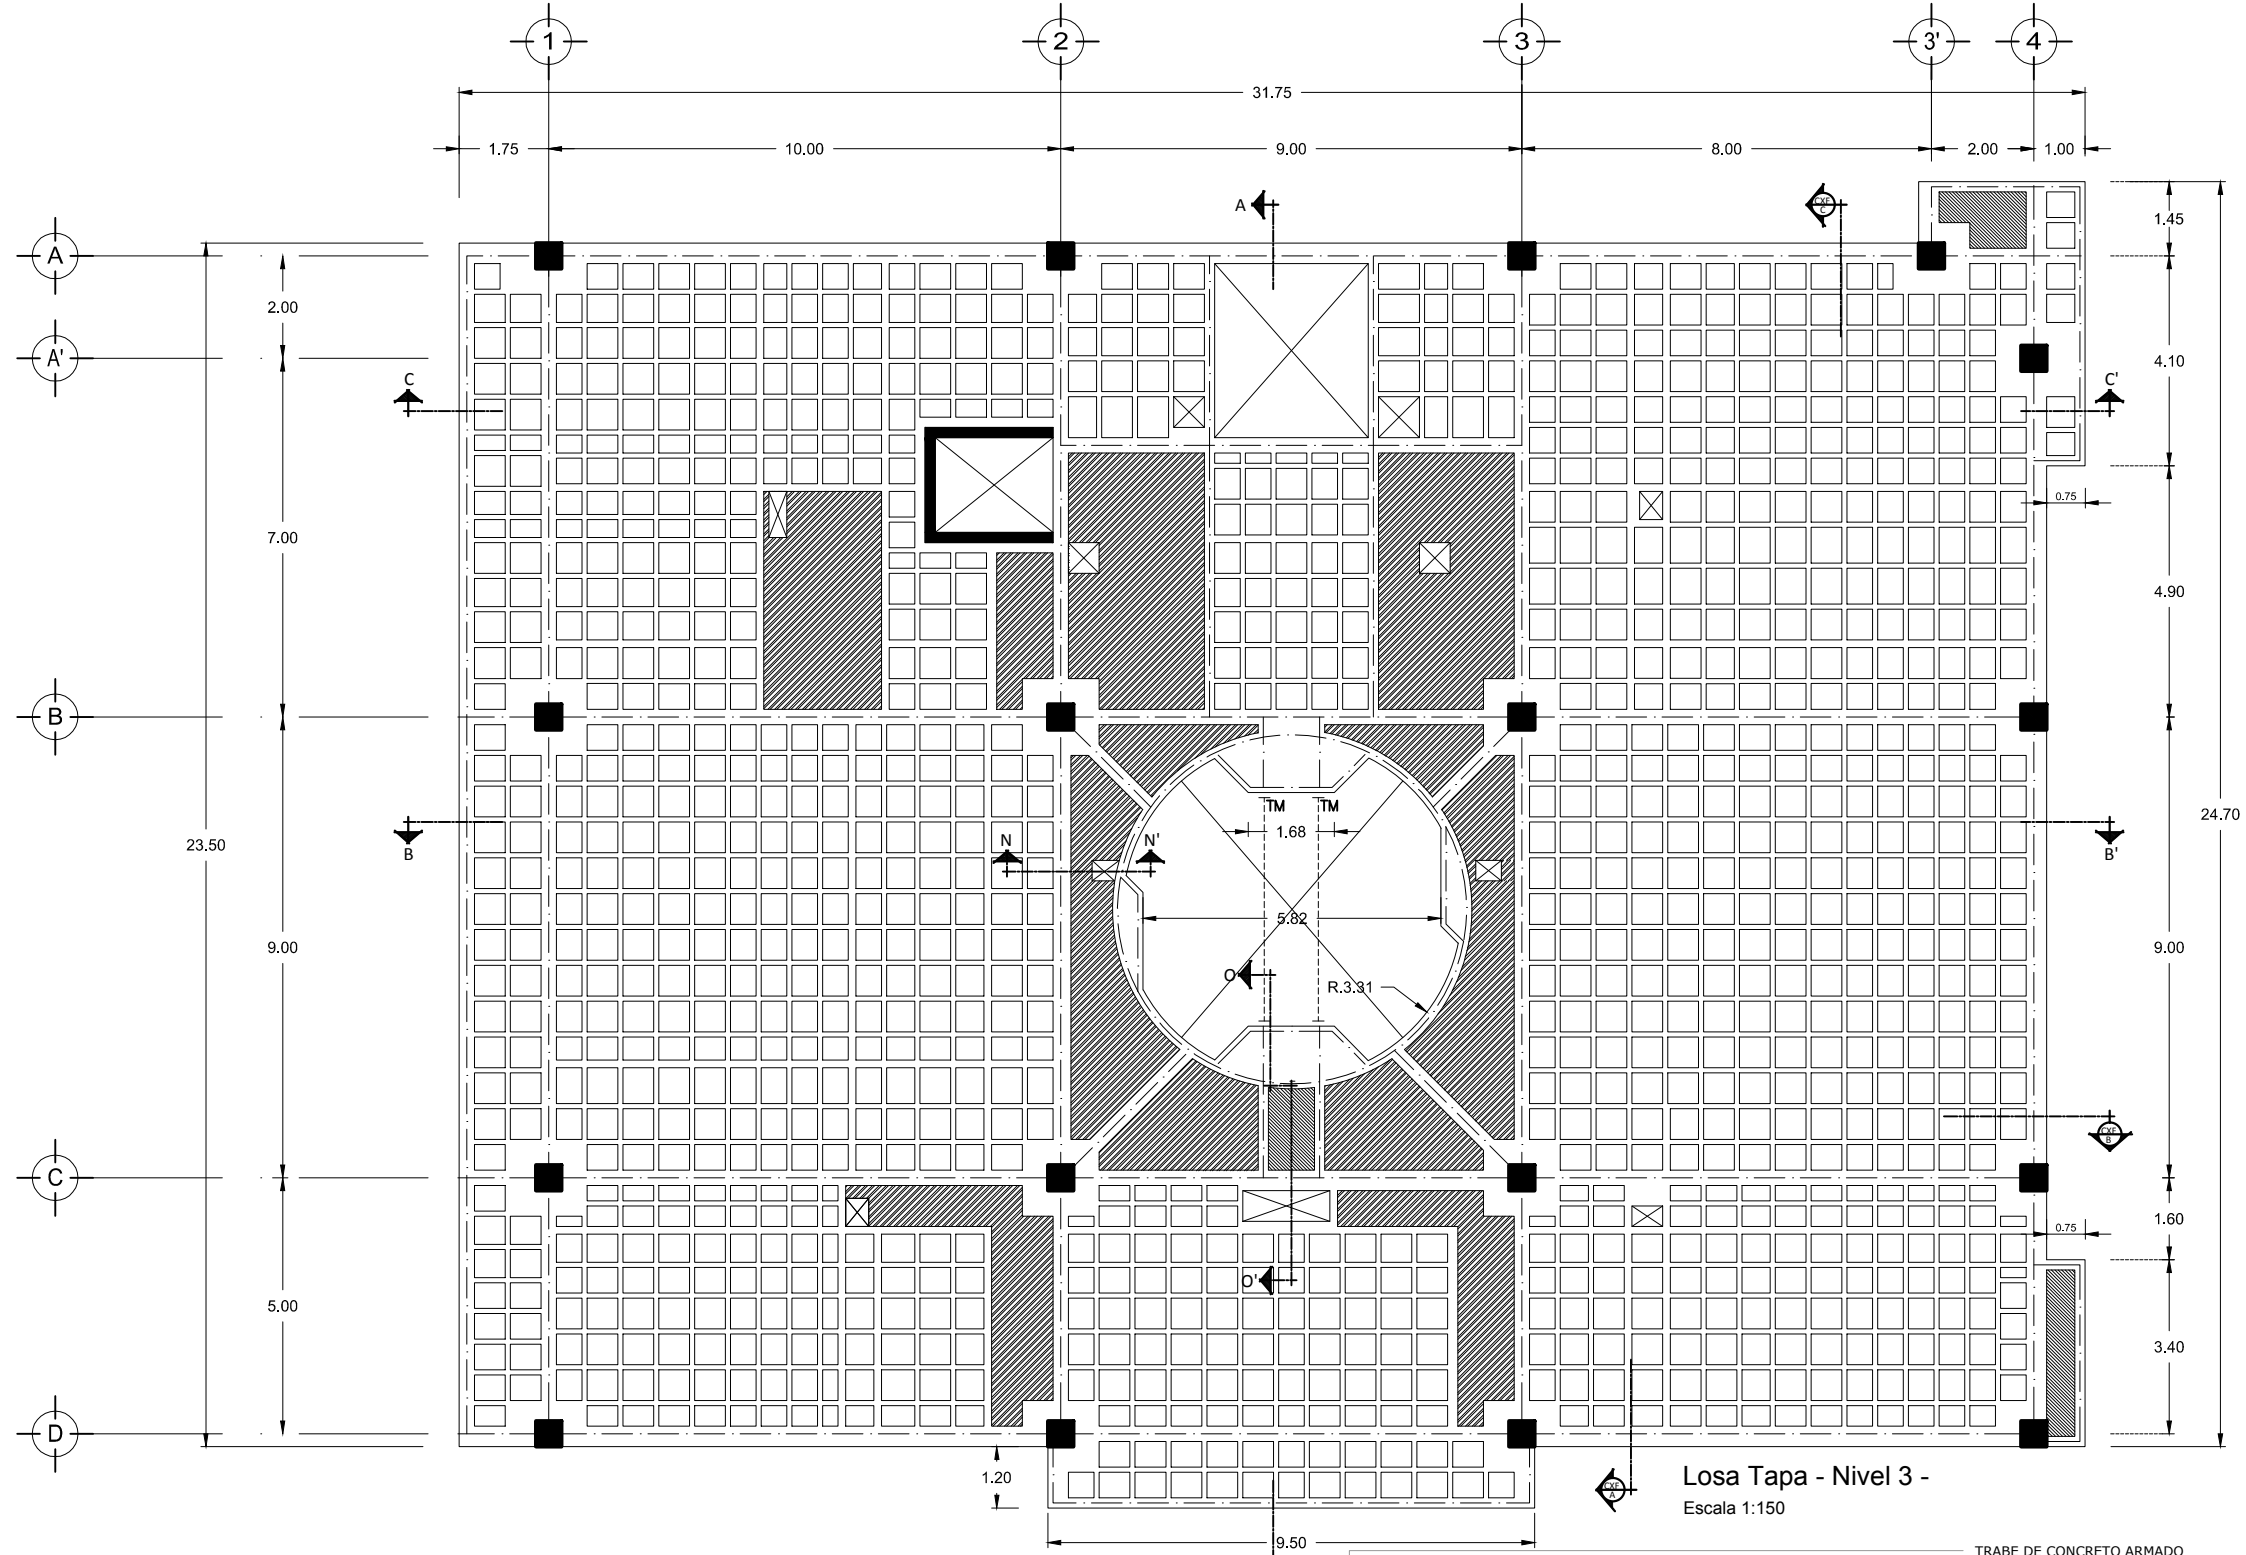 1 2 3 3' 4
31.75
1.75 10.00 9.00 8.00 2.00 1.00
A
CXF
C
1.45
A
2.00
A'
4.10
C C'
0.75
7.00
4.90
B
TM TM
1.68
23.50
24.70
B B'
N N'
5.82
9.00
9.00
O
R.3.31
CXF
B
C
1.60
0.75
O'
5.00
3.40
D
1.20
CXF
A
Losa Tapa - Nivel 3 -
Escala 1:150
9.50
TRABE DE CONCRETO ARMADO